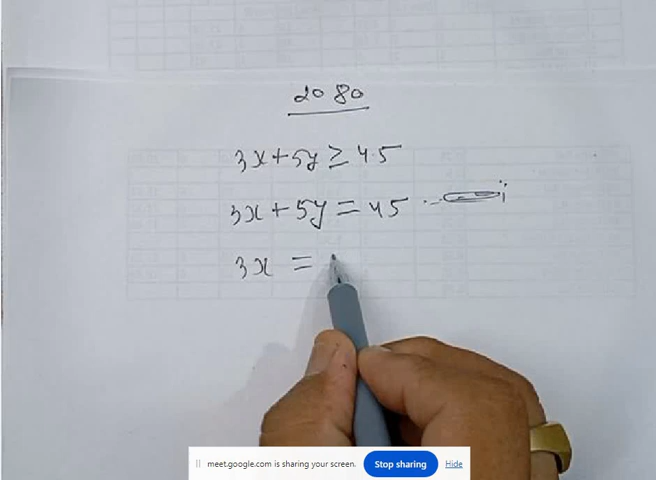 2080
3x+5y≥45
3x+5y=45 --- i
3x =
meet.google.com is sharing your screen. Stop sharing Hide